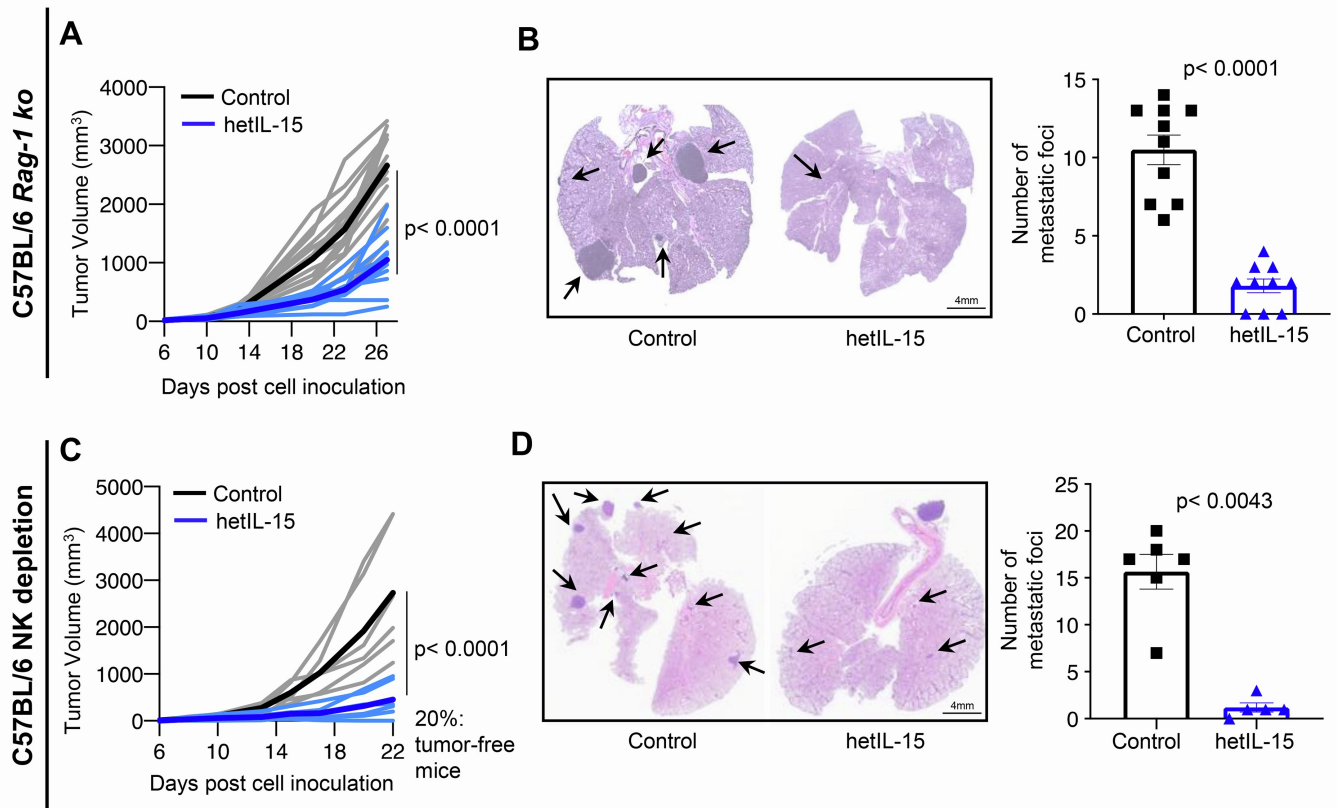 C57BL/6 Rag-1 ko
A
4000
3000
2000
1000
0
Tumor Volume (mm³)
Control
hetIL-15
p< 0.0001
6 10 14 18 22 26
Days post cell inoculation
B
4mm
Control hetIL-15
p< 0.0001
15
10
5
0
Number of
metastatic foci
Control hetIL-15
C57BL/6 NK depletion
C
5000
4000
3000
2000
1000
0
Tumor Volume (mm³)
Control
hetIL-15
p< 0.0001
20%:
tumor-free
mice
6 10 14 18 22
Days post cell inoculation
D
4mm
Control hetIL-15
p< 0.0043
25
20
15
10
5
0
Number of
metastatic foci
Control hetIL-15